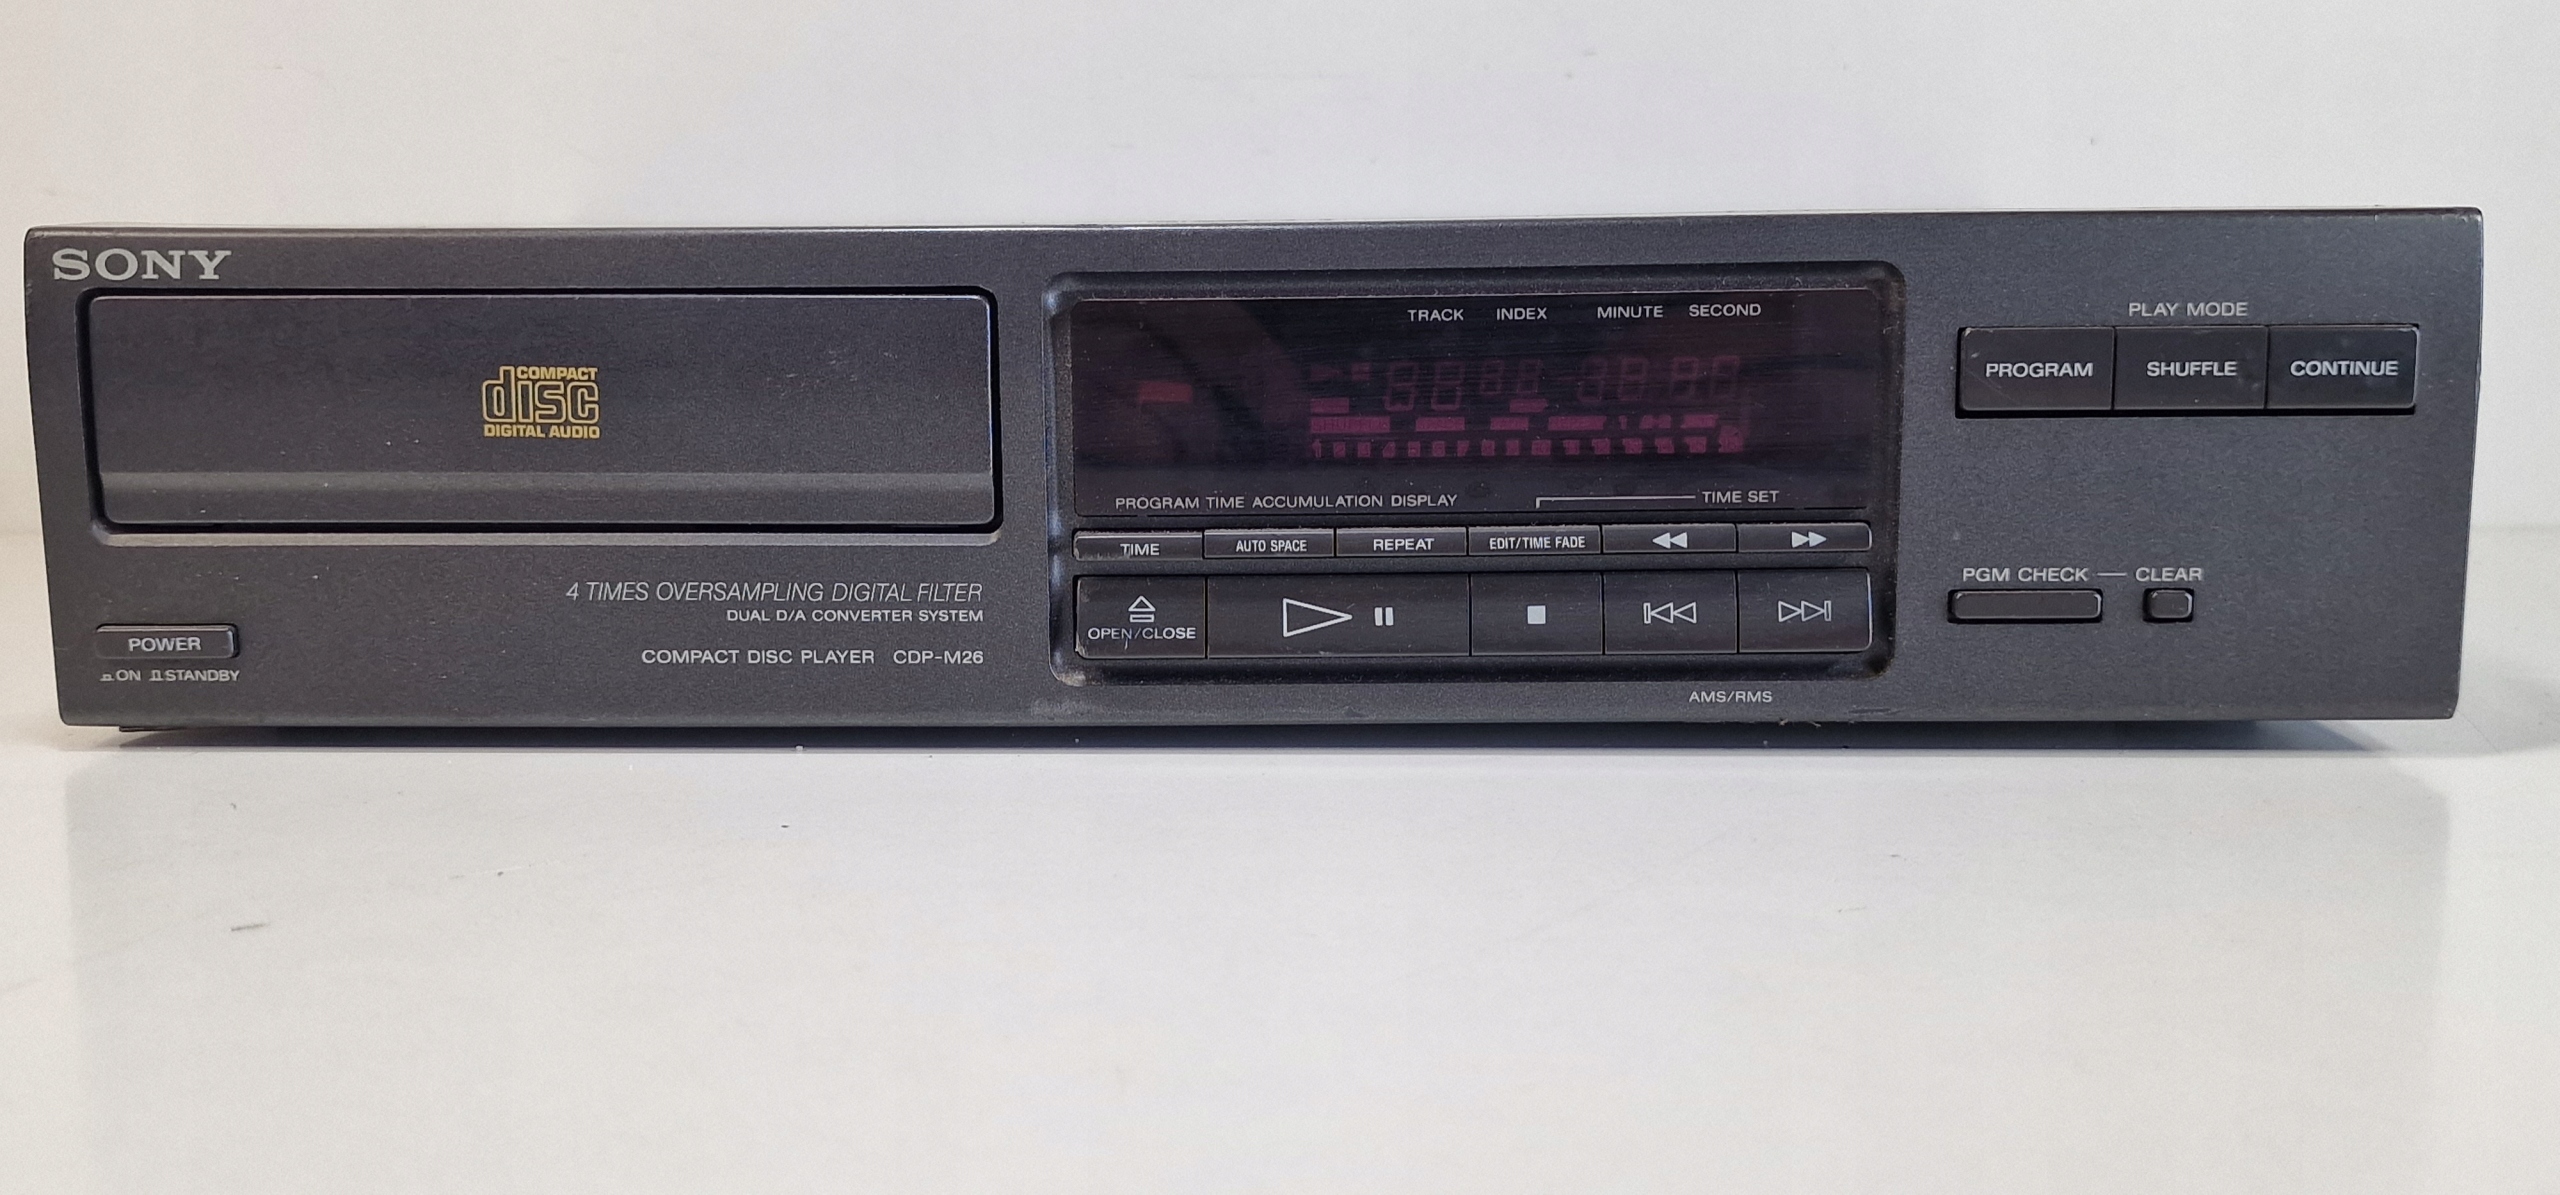 SONY
COMPACT
disc
DIGITAL AUDIO
4 TIMES OVERSAMPLING DIGITAL FILTER
DUAL D/A CONVERTER SYSTEM
COMPACT DISC PLAYER CDP-M26
POWER
ON STANDBY
TRACK INDEX MINUTE SECOND
PROGRAM TIME ACCUMULATION DISPLAY
TIME SET
TIME
AUTO SPACE
REPEAT
EDIT/TIME FADE
OPEN/CLOSE
AMS/RMS
PLAY MODE
PROGRAM
SHUFFLE
CONTINUE
PGM CHECK — CLEAR